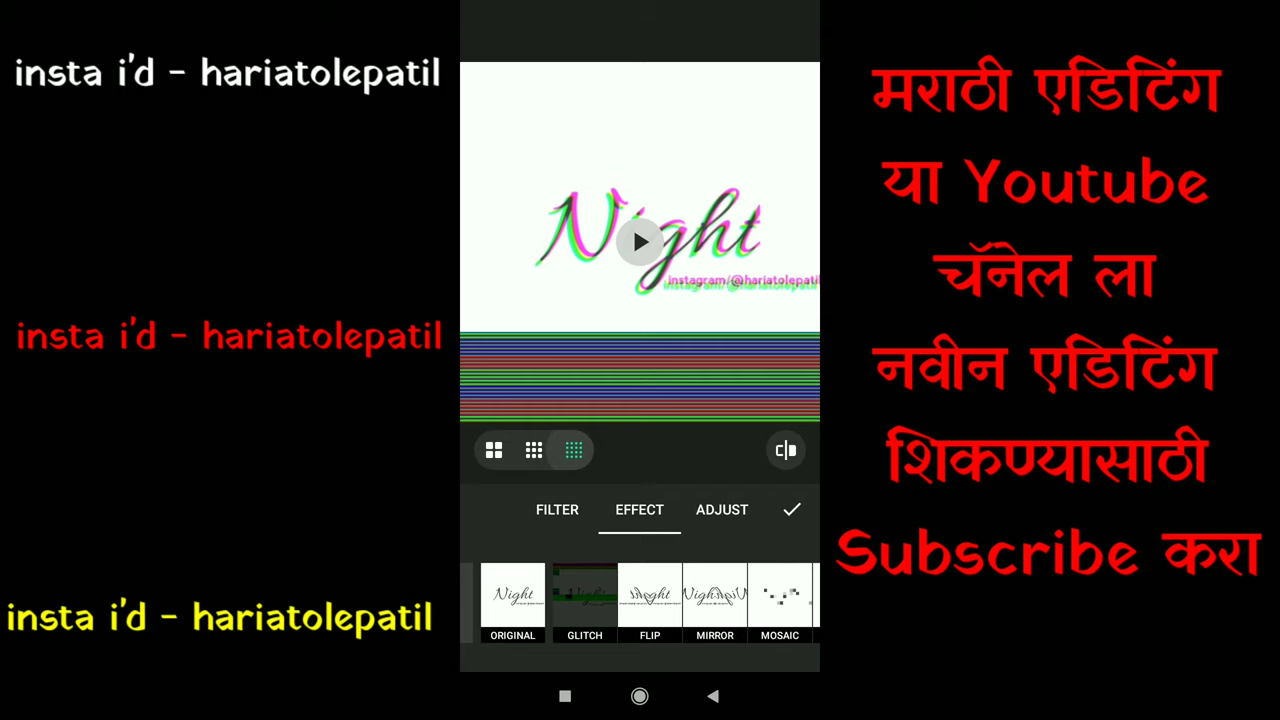 insta i'd - hariatolepatil
insta i'd - hariatolepatil
insta i'd - hariatolepatil
Night
instagram/@hariatolepatil
FILTER EFFECT ADJUST
Night
ORIGINAL GLITCH FLIP MIRROR MOSAIC
मराठी एडिटिंग
या Youtube
चॅनेल ला
नवीन एडिटिंग
शिकण्यासाठी
Subscribe करा